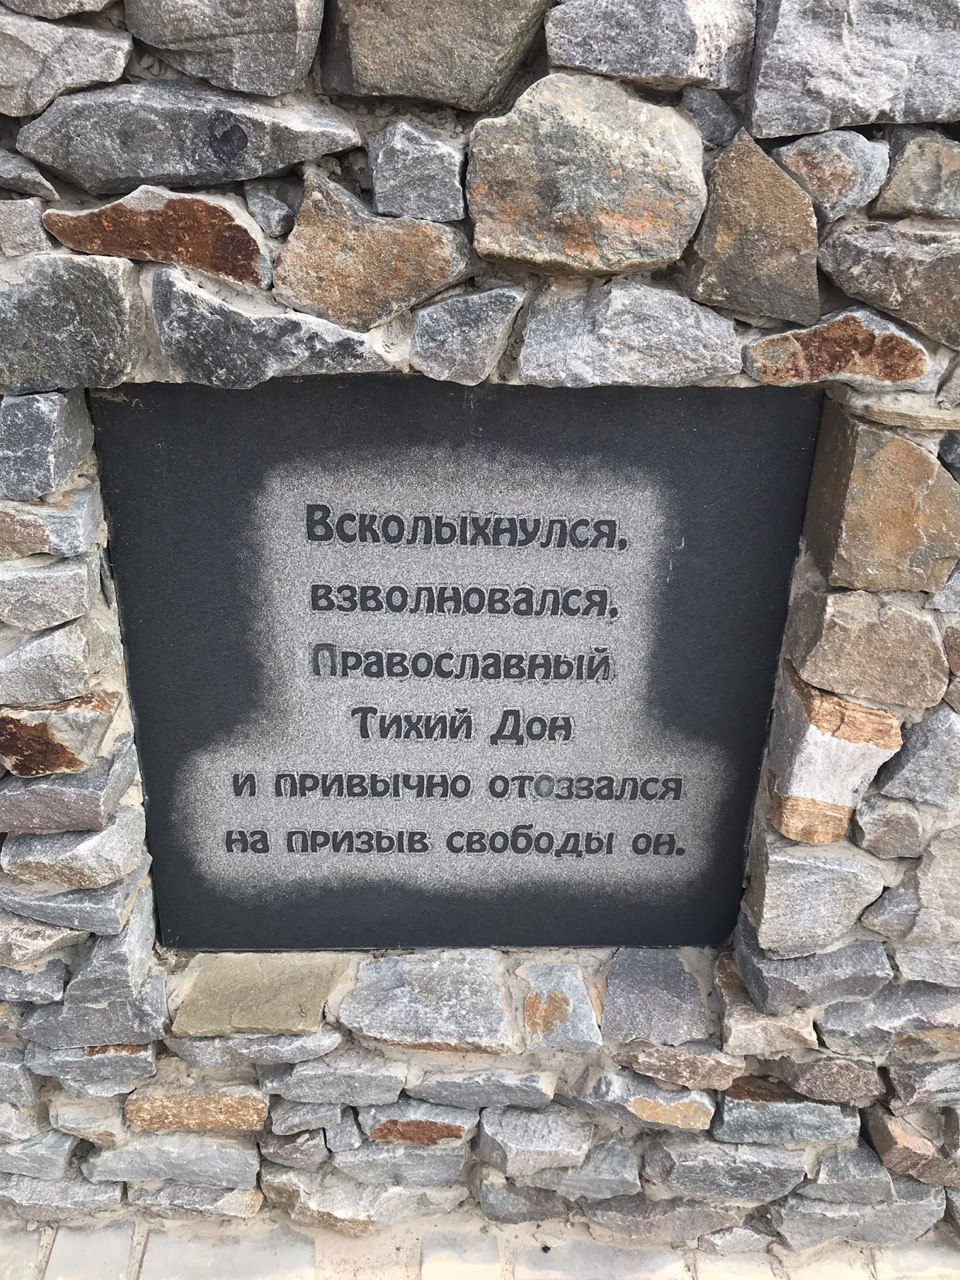 Всколыхнулся,
взволновался,
Православный
Тихий Дон
и привычно отозвался
на призыв свободы он.